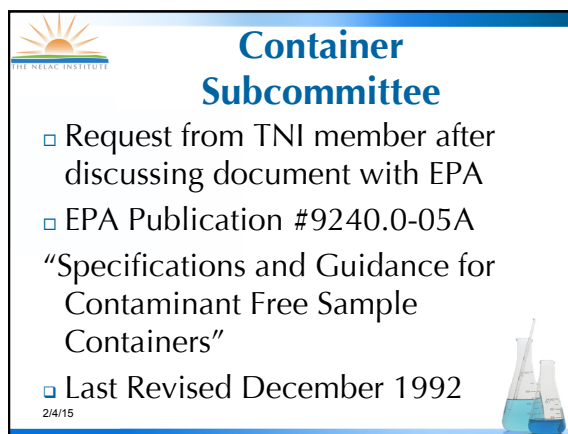 THE NELAC INSTITUTE
Container
Subcommittee
Request from TNI member after
discussing document with EPA
EPA Publication #9240.0-05A
“Specifications and Guidance for
Contaminant Free Sample
Containers”
Last Revised December 1992
2/4/15